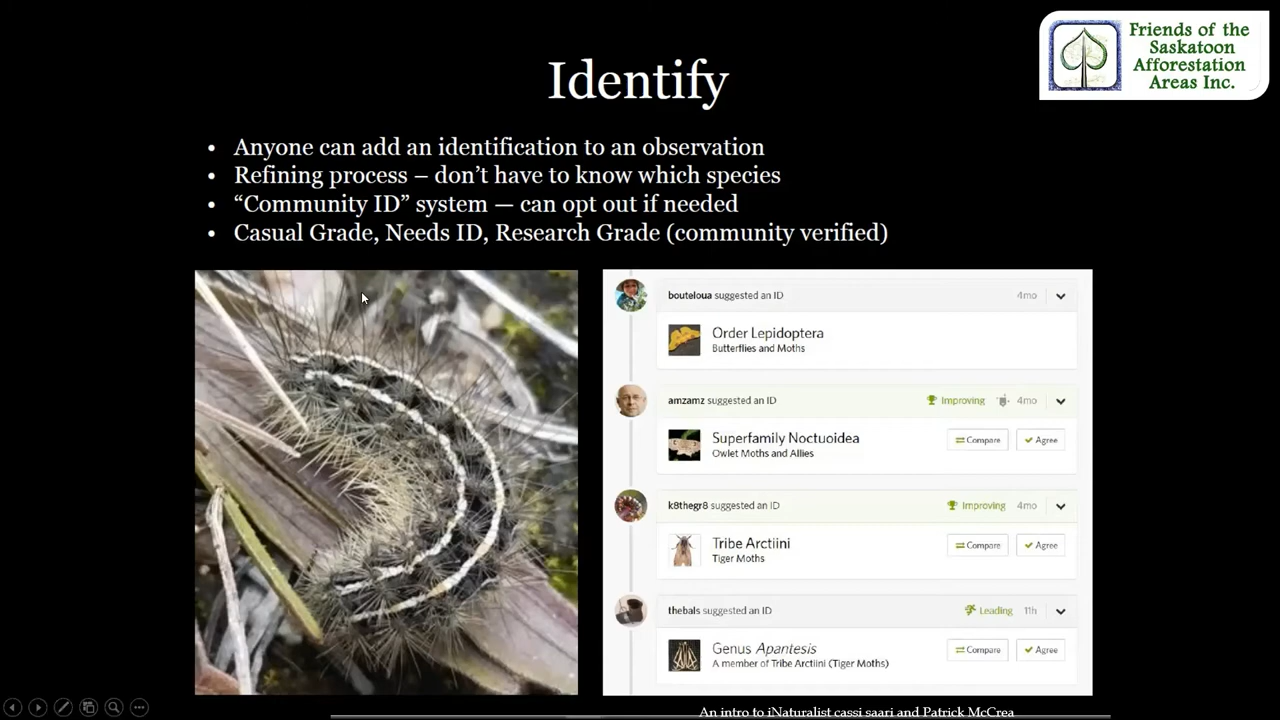 Friends of the
Saskatoon
Afforestation
Areas Inc.
Identify
• Anyone can add an identification to an observation
• Refining process – don’t have to know which species
• “Community ID” system — can opt out if needed
• Casual Grade, Needs ID, Research Grade (community verified)
bouteloua suggested an ID 4mo
Order Lepidoptera
Butterflies and Moths
amzamz suggested an ID Improving 4mo
Superfamily Noctuoidea Compare Agree
Owlet Moths and Allies
k8thegr8 suggested an ID Improving 4mo
Tribe Arctiini Compare Agree
Tiger Moths
thebals suggested an ID Leading 11h
Genus Apantesis Compare Agree
A member of Tribe Arctiini (Tiger Moths)
An intro to iNaturalist cassi saari and Patrick McCrea